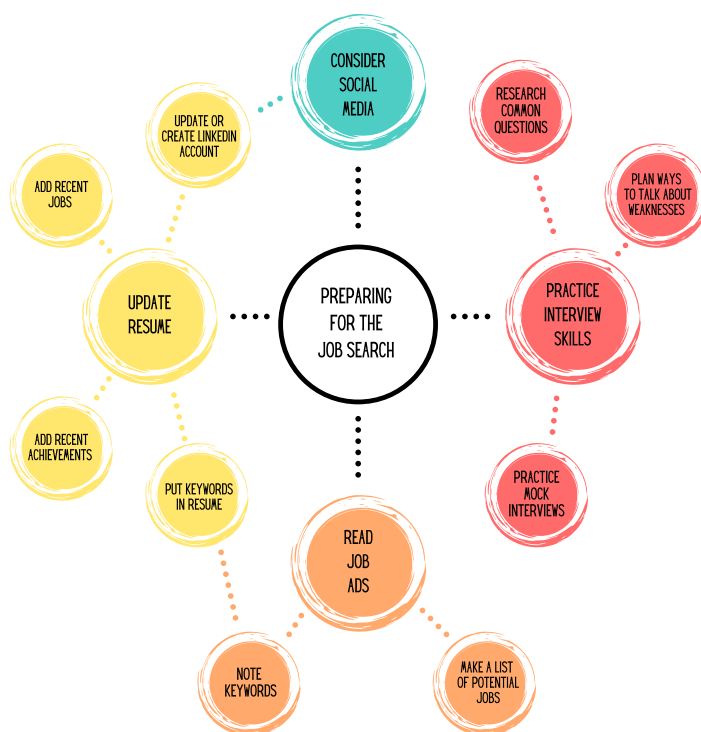 CONSIDER
SOCIAL
MEDIA
RESEARCH
COMMON
QUESTIONS
UPDATE OR
CREATE LINKEDIN
ACCOUNT
ADD RECENT
JOBS
PLAN WAYS
TO TALK ABOUT
WEAKNESSES
UPDATE
RESUME
PREPARING
FOR THE
JOB SEARCH
PRACTICE
INTERVIEW
SKILLS
ADD RECENT
ACHIEVEMENTS
PUT KEYWORDS
IN RESUME
PRACTICE
MOCK
INTERVIEWS
READ
JOB
ADS
NOTE
KEYWORDS
MAKE A LIST
OF POTENTIAL
JOBS